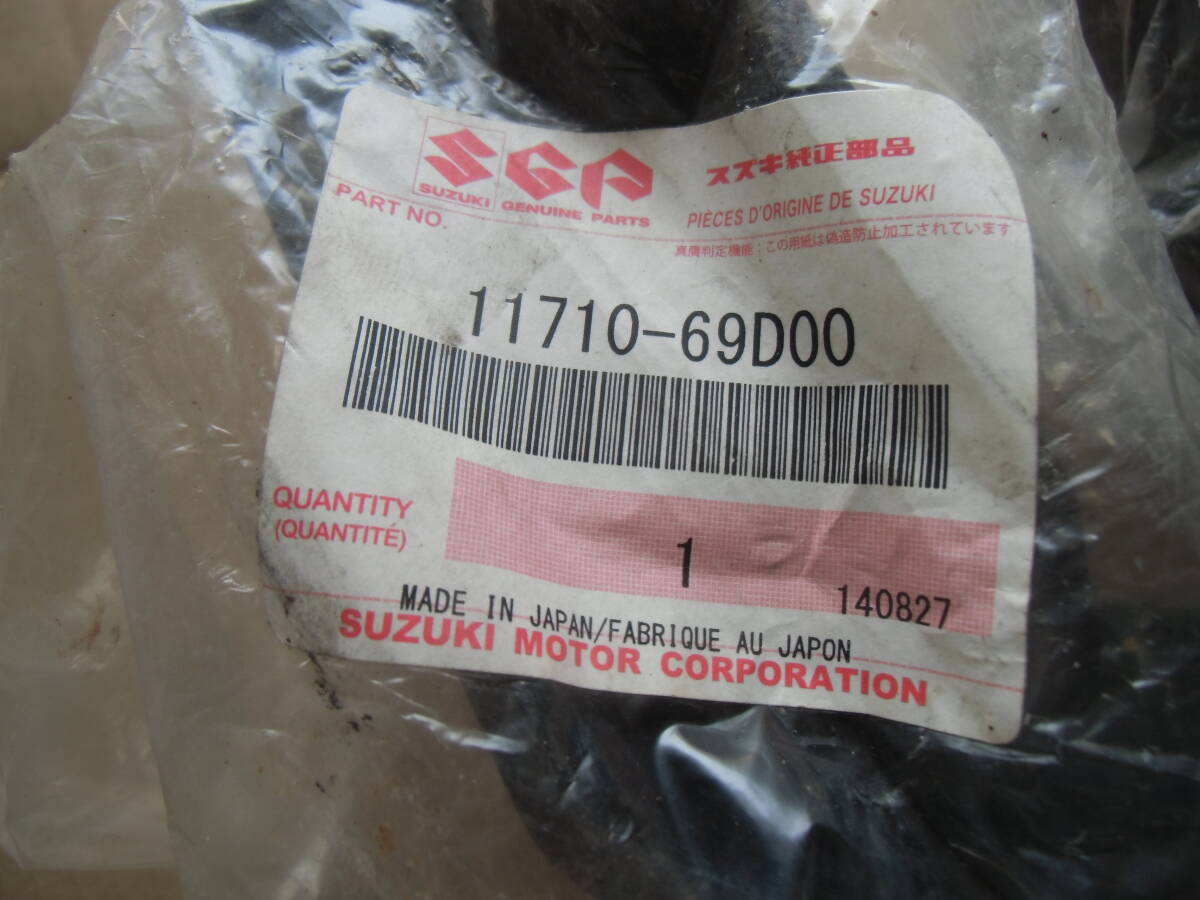 SUZUKI
SGP
GENUINE PARTS
スズキ純正部品
PIÈCES D'ORIGINE DE SUZUKI
PART NO.
真贋判定機能:この用紙は偽造防止加工されています
11710-69D00
QUANTITY
(QUANTITÉ)
1
140827
MADE IN JAPAN/FABRIQUE AU JAPON
SUZUKI MOTOR CORPORATION